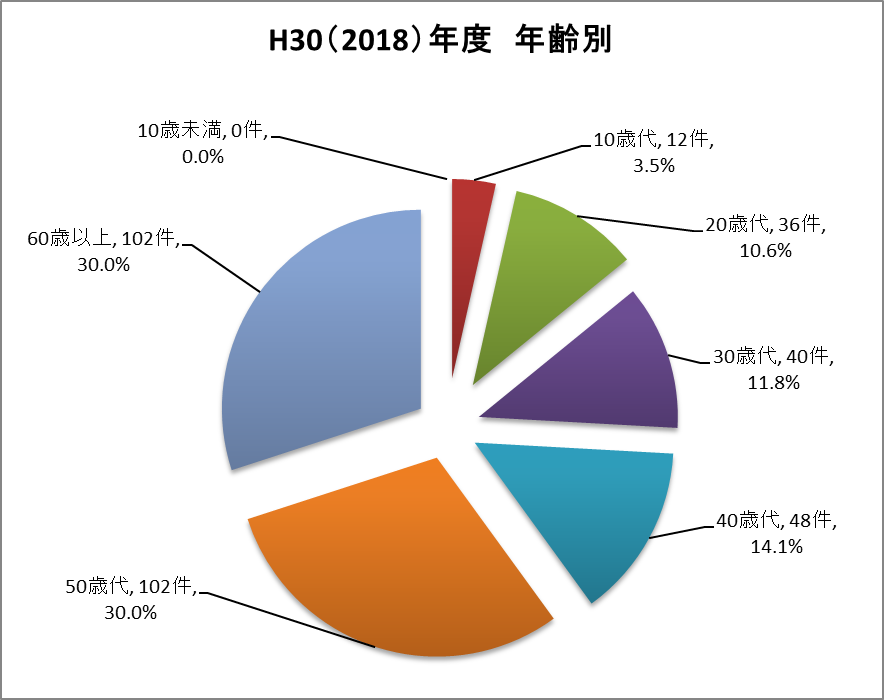 H30（2018）年度　年齢別
10歳未満, 0件,
0.0%
10歳代, 12件,
3.5%
20歳代, 36件,
10.6%
30歳代, 40件,
11.8%
40歳代, 48件,
14.1%
50歳代, 102件,
30.0%
60歳以上, 102件,
30.0%